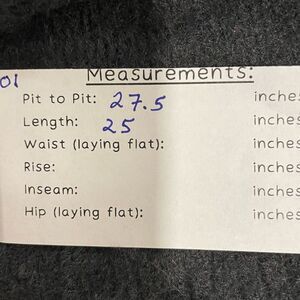 Measurements:
01
Pit to Pit: 27.5 inches
Length: 25 inches
Waist (laying flat): inches
Rise: inches
Inseam: inches
Hip (laying flat): inches